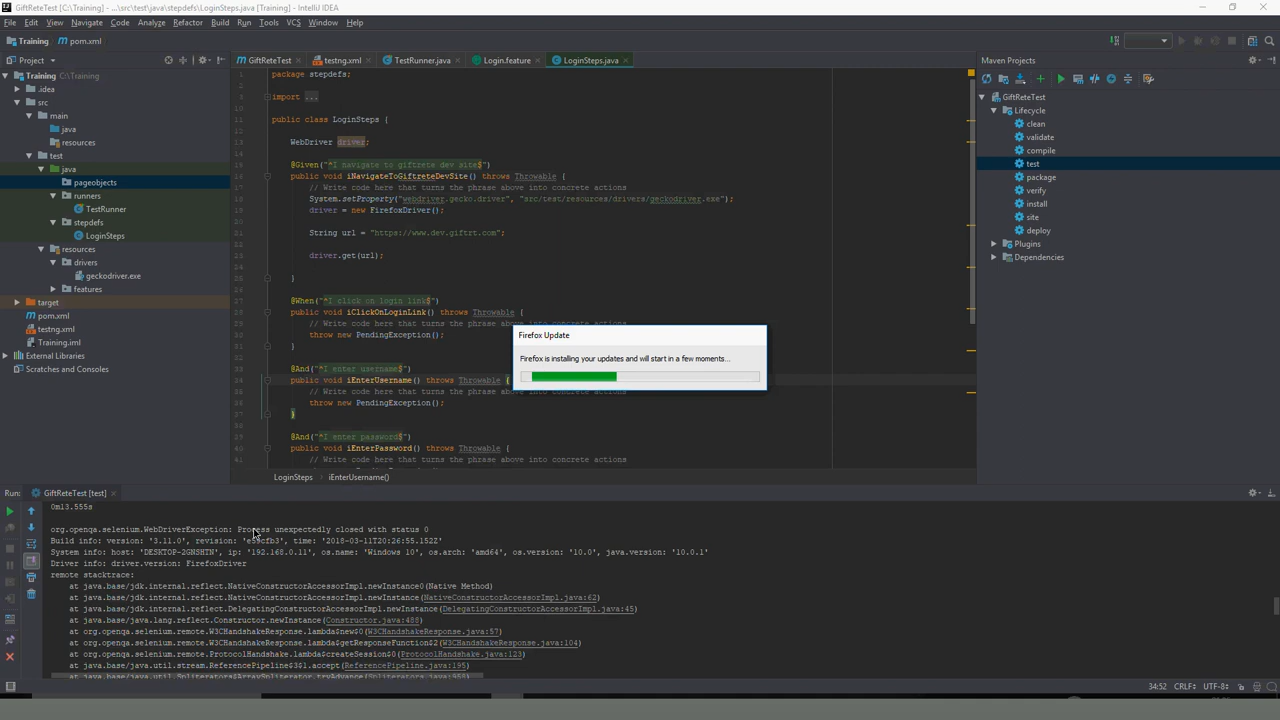 GiftReteTest [C:\Training] - ...\src\test\java\stepdefs\LoginSteps.java [Training] - IntelliJ IDEA
File Edit View Navigate Code Analyze Refactor Build Run Tools VCS Window Help
Training pom.xml
Project
GiftReteTest testng.xml TestRunner.java Login.feature LoginSteps.java
Maven Projects
Training C:\Training
.idea
src
main
java
resources
test
java
pageobjects
runners
TestRunner
stepdefs
LoginSteps
resources
drivers
geckodriver.exe
features
target
pom.xml
testng.xml
Training.iml
External Libraries
Scratches and Consoles
package stepdefs;
import ...
public class LoginSteps {
WebDriver driver;
@Given("^I navigate to giftrete dev site$")
public void iNavigateToGiftreteDevSite() throws Throwable {
// Write code here that turns the phrase above into concrete actions
System.setProperty("webdriver.gecko.driver", "src/test/resources/drivers/geckodriver.exe");
driver = new FirefoxDriver();
String url = "https://www.dev.giftrt.com";
driver.get(url);
}
@When("^I click on login link$")
public void iClickOnLoginLink() throws Throwable {
// Write code here that turns the phrase above into concrete actions
throw new PendingException();
}
@And("^I enter username$")
public void iEnterUsername() throws Throwable {
// Write code here that turns the phrase above into concrete actions
throw new PendingException();
}
@And("^I enter password$")
public void iEnterPassword() throws Throwable {
// Write code here that turns the phrase above into concrete actions
LoginSteps iEnterUsername()
Firefox Update
Firefox is installing your updates and will start in a few moments...
GiftReteTest
Lifecycle
clean
validate
compile
test
package
verify
install
site
deploy
Plugins
Dependencies
Run: GiftReteTest [test]
0m13.555s
org.openqa.selenium.WebDriverException: Process unexpectedly closed with status 0
Build info: version: '3.11.0', revision: 'e59cfb3', time: '2018-03-11T20:26:55.152Z'
System info: host: 'DESKTOP-2GNSHTN', ip: '192.168.0.11', os.name: 'Windows 10', os.arch: 'amd64', os.version: '10.0', java.version: '10.0.1'
Driver info: driver.version: FirefoxDriver
remote stacktrace:
at java.base/jdk.internal.reflect.NativeConstructorAccessorImpl.newInstance0(Native Method)
at java.base/jdk.internal.reflect.NativeConstructorAccessorImpl.newInstance(NativeConstructorAccessorImpl.java:62)
at java.base/jdk.internal.reflect.DelegatingConstructorAccessorImpl.newInstance(DelegatingConstructorAccessorImpl.java:45)
at java.base/java.lang.reflect.Constructor.newInstance(Constructor.java:488)
at org.openqa.selenium.remote.W3CHandshakeResponse.lambda$new$0(W3CHandshakeResponse.java:57)
at org.openqa.selenium.remote.W3CHandshakeResponse.lambda$getResponseFunction$2(W3CHandshakeResponse.java:104)
at org.openqa.selenium.remote.ProtocolHandshake.lambda$createSession$0(ProtocolHandshake.java:123)
at java.base/java.util.stream.ReferencePipeline$3$1.accept(ReferencePipeline.java:195)
at java.base/java.util.Spliterators$ArraySpliterator.tryAdvance(Spliterators.java:958)
34:52 CRLF÷ UTF-8÷